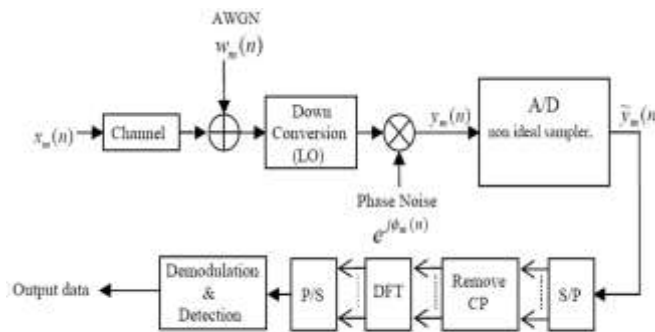 AWGN
w_m(n)
x_m(n)
Channel
Down
Conversion
(LO)
y_m(n)
A/D
non ideal sampler,
ỹ_m(n
Phase Noise
e^{jϕ_m(n)}
Output data
Demodulation
&
Detection
P/S
DFT
Remove
CP
S/P